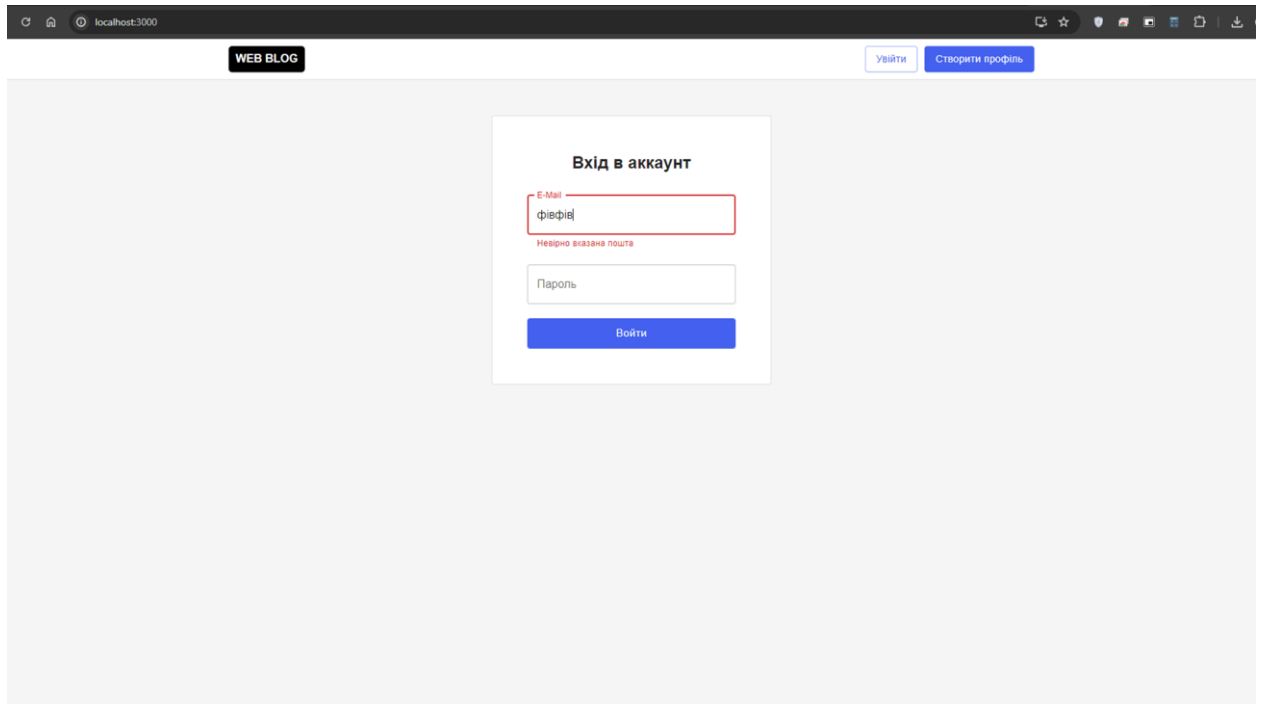 localhost:3000
WEB BLOG
Увійти
Створити профіль
Вхід в аккаунт
E-Mail
фівфів
Невірно вказана пошта
Пароль
Войти